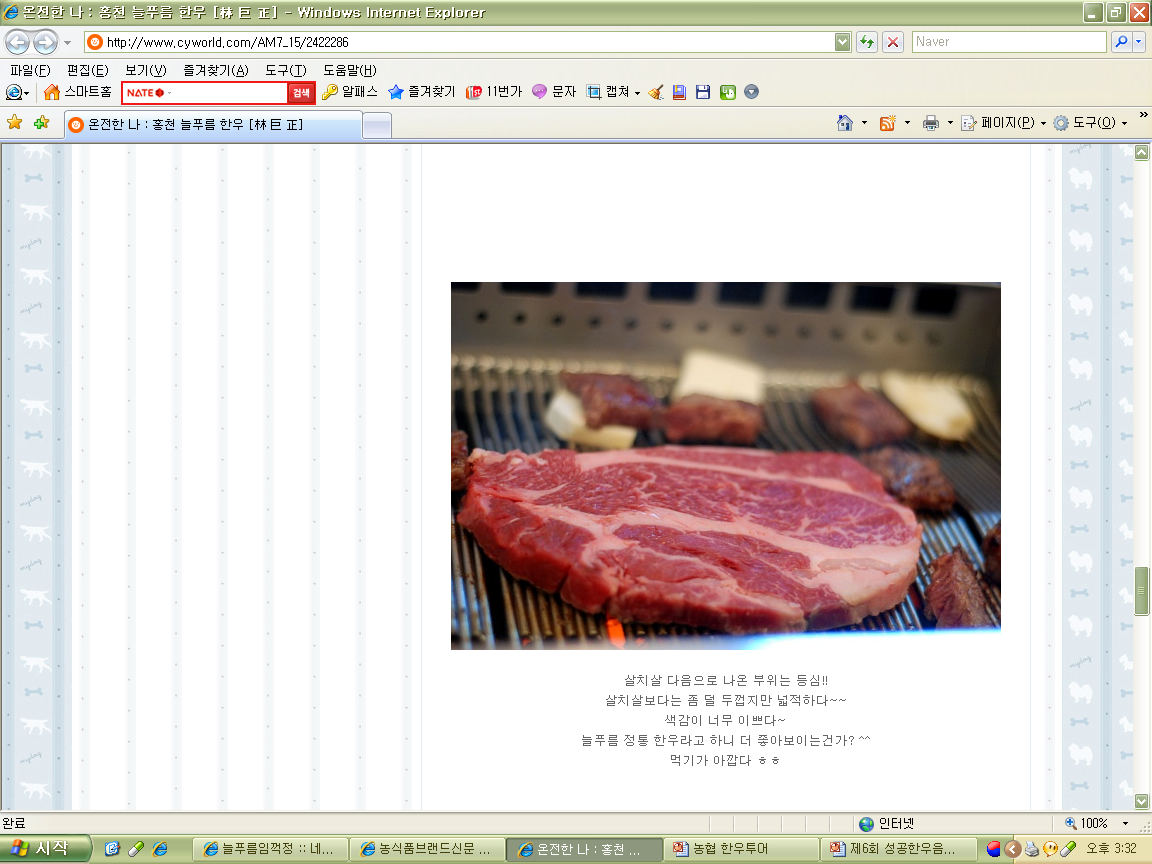 온전한 나 : 홍천 늘푸름 한우 [林 巨 正] - Windows Internet Explorer
http://www.cyworld.com/AM7_15/2422286
Naver
파일(F) 편집(E) 보기(V) 즐겨찾기(A) 도구(T) 도움말(H)
스마트홈 NATE 검색 알패스 즐겨찾기 11번가 문자 캡쳐
온전한 나 : 홍천 늘푸름 한우 [林 巨 正]
페이지(P) 도구(O)
살치살 다음으로 나온 부위는 등심!!
살치살보다는 좀 덜 두껍지만 넓적하다~~
색감이 너무 이쁘다~
늘푸름 정통 한우라고 하니 더 좋아보이는건가? ^^
먹기가 아깝다 ㅎㅎ
완료
인터넷
100%
시작
늘푸름임꺽정 :: 네...
농식품브랜드신문 ...
온전한 나 : 홍천 ...
농협 한우투어
제6회 성공한우음...
오후 3:32